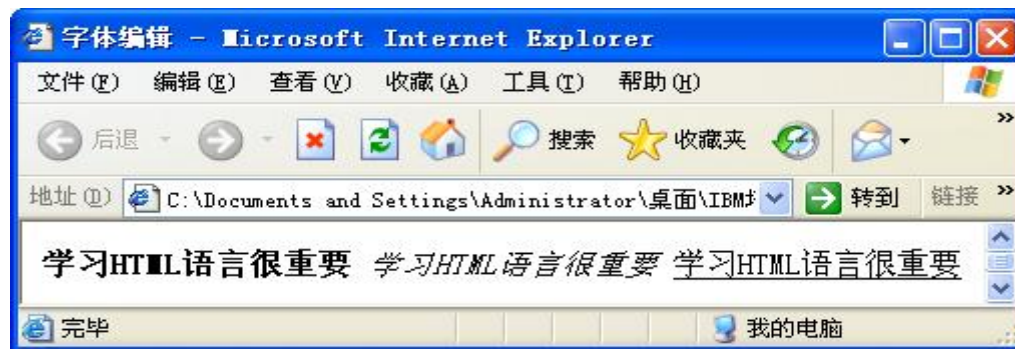 字体编辑 - Microsoft Internet Explorer
文件(F) 编辑(E) 查看(V) 收藏(A) 工具(T) 帮助(H)
后退 搜索 收藏夹 »
地址(D) C:\Documents and Settings\Administrator\桌面\IBM 转到 链接 »
学习HTML语言很重要 学习HTML语言很重要 学习HTML语言很重要
完毕 我的电脑